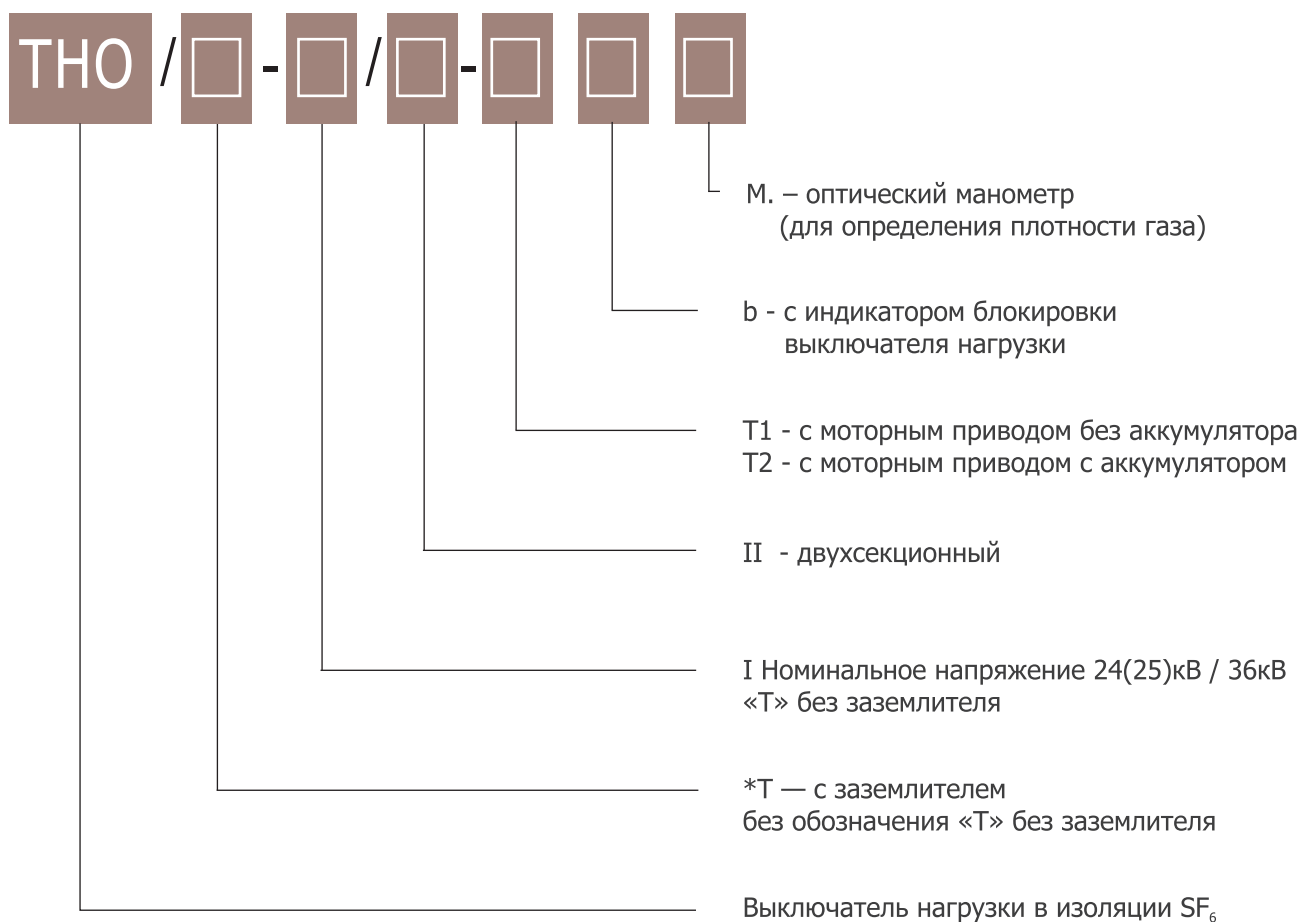 THO /□-□/□-□ □ □
M. – оптический манометр
(для определения плотности газа)
b - с индикатором блокировки
выключателя нагрузки
T1 - с моторным приводом без аккумулятора
T2 - с моторным приводом с аккумулятором
II - двухсекционный
I Номинальное напряжение 24(25)кВ / 36кВ
«Т» без заземлителя
*Т — с заземлителем
без обозначения «Т» без заземлителя
Выключатель нагрузки в изоляции SF₆